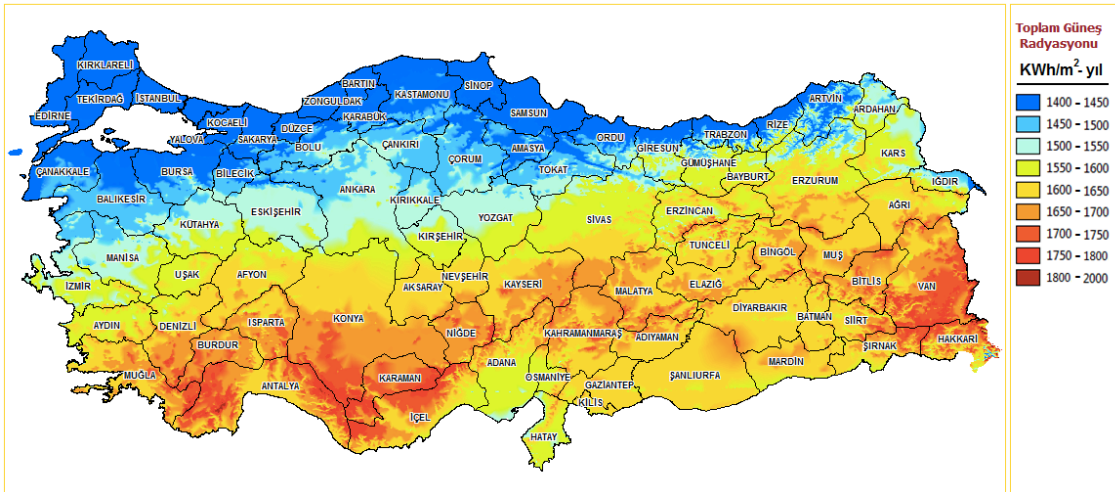 Toplam Güneş
Radyasyonu
KWh/m²- yıl
1400 - 1450
1450 - 1500
1500 - 1550
1550 - 1600
1600 - 1650
1650 - 1700
1700 - 1750
1750 - 1800
1800 - 2000
KIRKLARELİ
TEKİRDAĞ
İSTANBUL
EDİRNE
KOCAELİ
YALOVA
SAKARYA
DÜZCE
ZONGULDAK
BARTIN
KARABÜK
KASTAMONU
SİNOP
SAMSUN
BOLU
ÇANKIRI
ÇORUM
AMASYA
TOKAT
ORDU
GİRESUN
TRABZON
RİZE
ARTVİN
ARDAHAN
GÜMÜŞHANE
BAYBURT
ERZURUM
KARS
IĞDIR
AĞRI
ÇANAKKALE
BURSA
BİLECİK
BALIKESİR
KÜTAHYA
ESKİŞEHİR
ANKARA
KIRIKKALE
YOZGAT
KIRŞEHİR
SİVAS
ERZİNCAN
TUNCELİ
BİNGÖL
MUŞ
BİTLİS
VAN
MANİSA
UŞAK
AFYON
İZMİR
AKSARAY
NEVŞEHİR
KAYSERİ
MALATYA
ELAZIĞ
DİYARBAKIR
BATMAN
SİİRT
ŞIRNAK
HAKKARİ
AYDIN
DENİZLİ
ISPARTA
BURDUR
KONYA
NİĞDE
KAHRAMANMARAŞ
ADIYAMAN
MARDİN
ŞANLIURFA
MUĞLA
ANTALYA
KARAMAN
İÇEL
ADANA
OSMANİYE
GAZİANTEP
KİLİS
HATAY